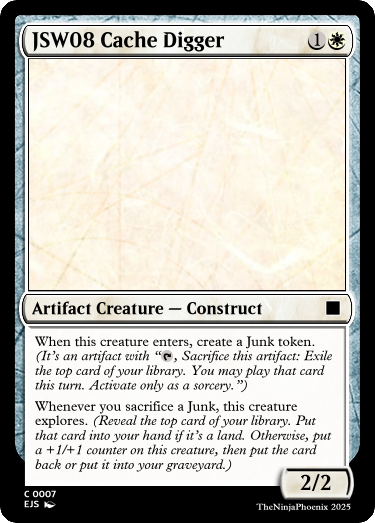 JSW08 Cache Digger 1
Artifact Creature — Construct
When this creature enters, create a Junk token.
(It's an artifact with “, Sacrifice this artifact: Exile
the top card of your library. You may play that card
this turn. Activate only as a sorcery.”)
Whenever you sacrifice a Junk, this creature
explores. (Reveal the top card of your library. Put
that card into your hand if it's a land. Otherwise, put
a +1/+1 counter on this creature, then put the card
back or put it into your graveyard.)
2/2
C 0007
EJS
TheNinjaPhoenix 2025